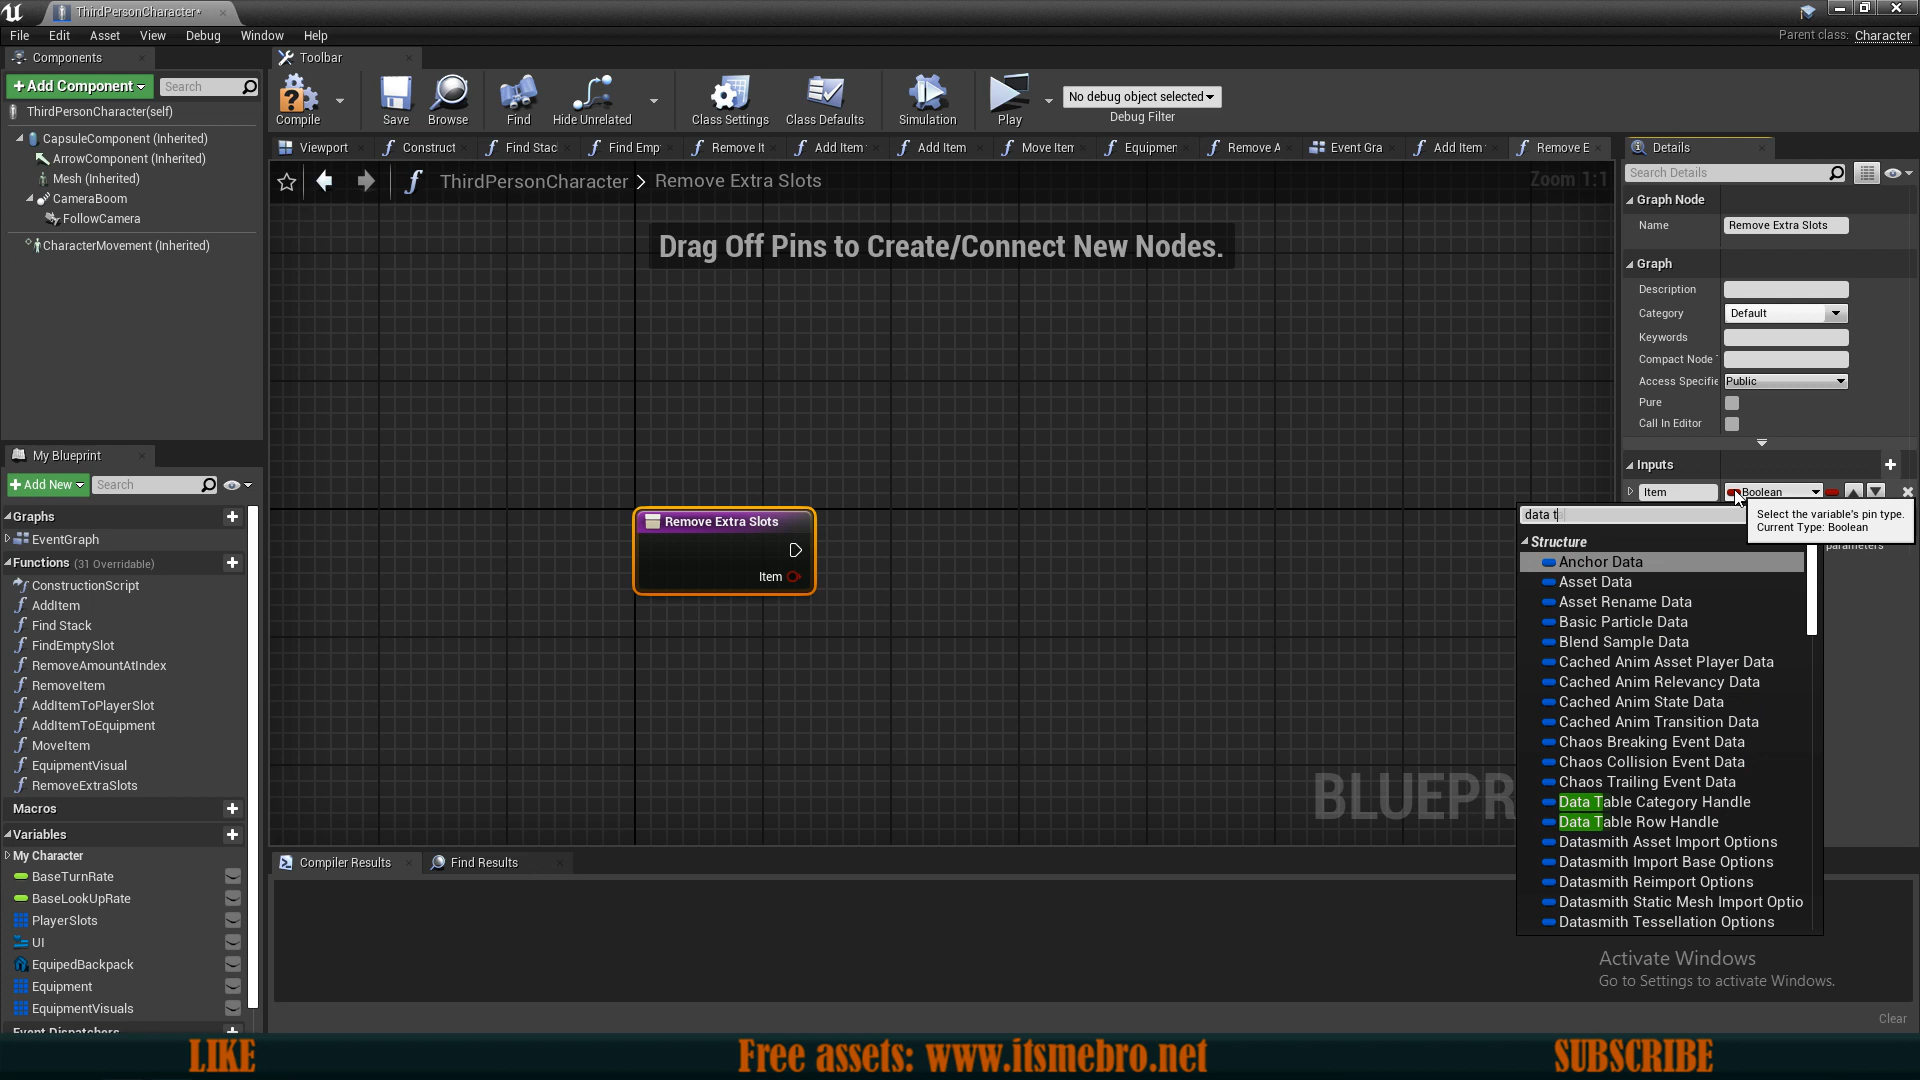 ThirdPersonCharacter*
File Edit Asset View Debug Window Help
Parent class: Character
Components
Toolbar
Add Component
Search
ThirdPersonCharacter(self)
CapsuleComponent (Inherited)
ArrowComponent (Inherited)
Mesh (Inherited)
CameraBoom
FollowCamera
CharacterMovement (Inherited)
Compile
Save
Browse
Find
Hide Unrelated
Class Settings
Class Defaults
Simulation
Play
No debug object selected
Debug Filter
Viewport
Construct
Find Stac
Find Emp
Remove It
Add Item
Add Item
Move Item
Equipmen
Remove A
Event Gra
Add Item
Remove E
ThirdPersonCharacter > Remove Extra Slots
Zoom 1:1
Drag Off Pins to Create/Connect New Nodes.
Remove Extra Slots
Item
BLUEPR
My Blueprint
Add New
Search
Graphs
EventGraph
Functions (31 Overridable)
ConstructionScript
AddItem
Find Stack
FindEmptySlot
RemoveAmountAtIndex
RemoveItem
AddItemToPlayerSlot
AddItemToEquipment
MoveItem
EquipmentVisual
RemoveExtraSlots
Macros
Variables
My Character
BaseTurnRate
BaseLookUpRate
PlayerSlots
UI
EquipedBackpack
Equipment
EquipmentVisuals
Event Dispatchers
Compiler Results
Find Results
Clear
Details
Search Details
Graph Node
Name Remove Extra Slots
Graph
Description
Category Default
Keywords
Compact Node
Access Specifie Public
Pure
Call In Editor
Inputs
Item Boolean
data t
Select the variable's pin type.
Current Type: Boolean
parameters
Structure
Anchor Data
Asset Data
Asset Rename Data
Basic Particle Data
Blend Sample Data
Cached Anim Asset Player Data
Cached Anim Relevancy Data
Cached Anim State Data
Cached Anim Transition Data
Chaos Breaking Event Data
Chaos Collision Event Data
Chaos Trailing Event Data
Data Table Category Handle
Data Table Row Handle
Datasmith Asset Import Options
Datasmith Import Base Options
Datasmith Reimport Options
Datasmith Static Mesh Import Optio
Datasmith Tessellation Options
Activate Windows
Go to Settings to activate Windows.
LIKE
Free assets: www.itsmebro.net
SUBSCRIBE